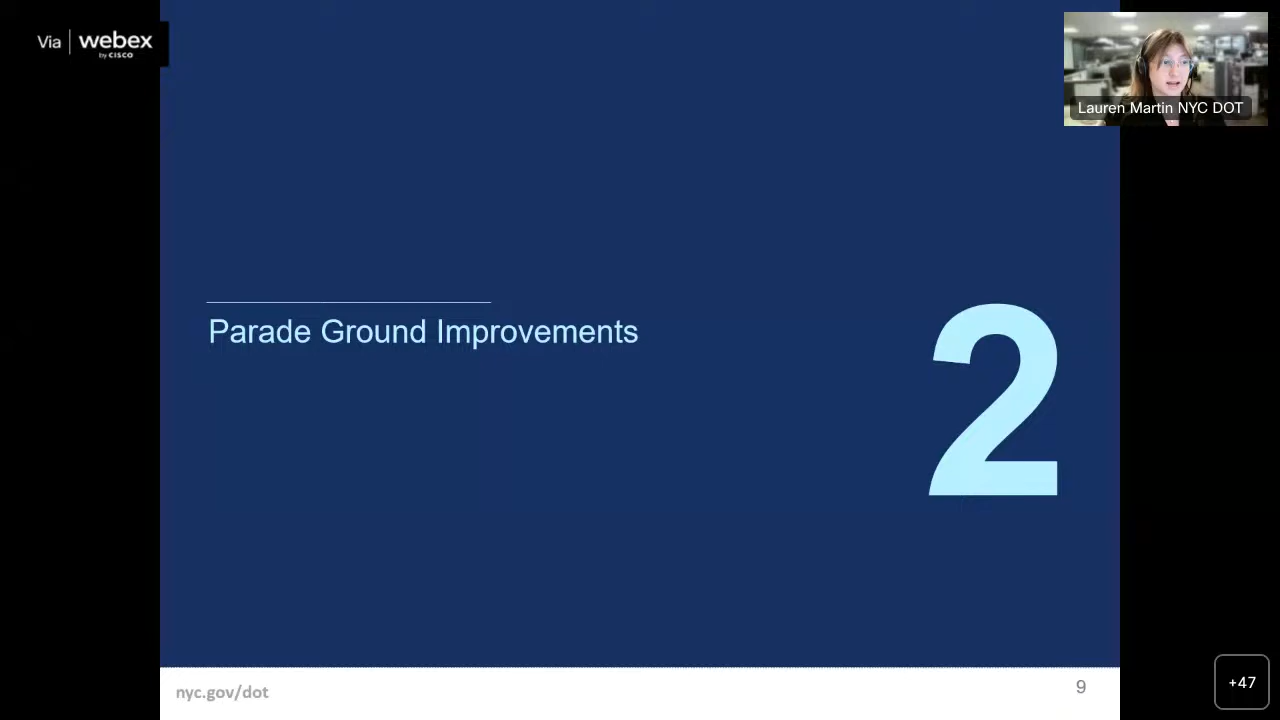 Via | webex
by CISCO
Lauren Martin NYC DOT
Parade Ground Improvements
2
nyc.gov/dot
9
+47